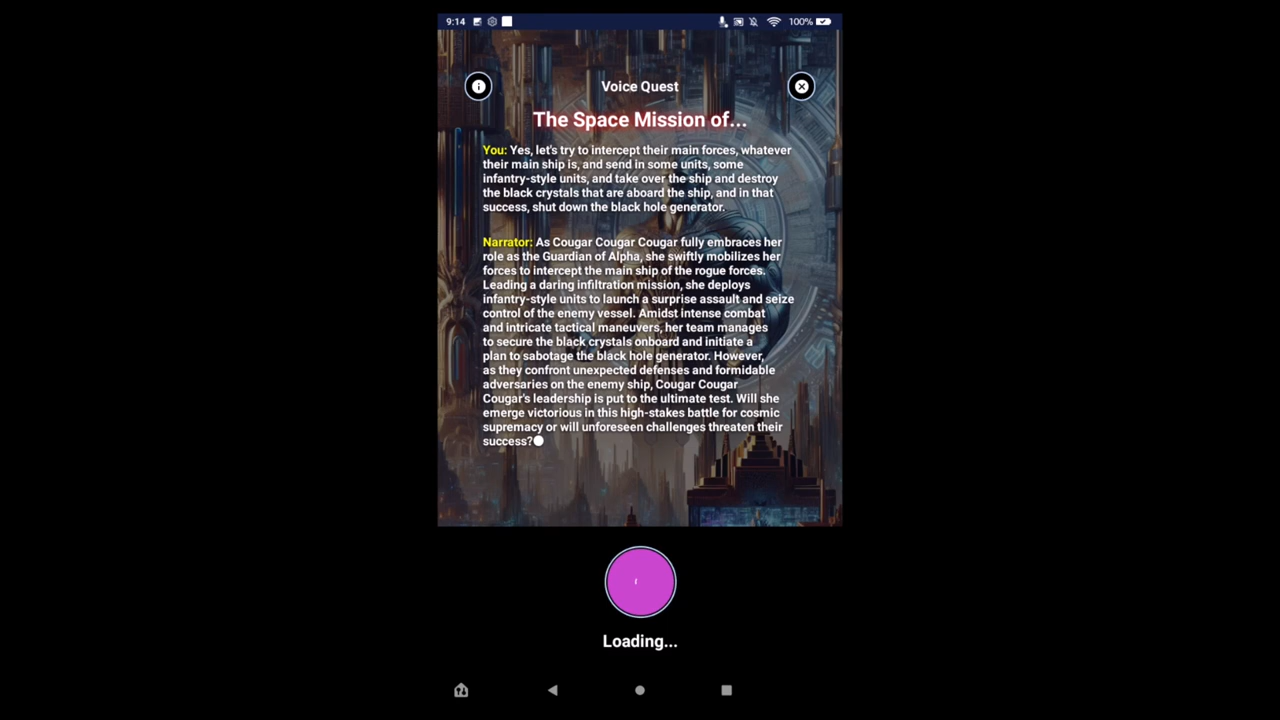 9:14
100%
Voice Quest
The Space Mission of...
You: Yes, let's try to intercept their main forces, whatever
their main ship is, and send in some units, some
infantry-style units, and take over the ship and destroy
the black crystals that are aboard the ship, and in that
success, shut down the black hole generator.
Narrator: As Cougar Cougar Cougar fully embraces her
role as the Guardian of Alpha, she swiftly mobilizes her
forces to intercept the main ship of the rogue forces.
Leading a daring infiltration mission, she deploys
infantry-style units to launch a surprise assault and seize
control of the enemy vessel. Amidst intense combat
and intricate tactical maneuvers, her team manages
to secure the black crystals onboard and initiate a
plan to sabotage the black hole generator. However,
as they confront unexpected defenses and formidable
adversaries on the enemy ship, Cougar Cougar
Cougar's leadership is put to the ultimate test. Will she
emerge victorious in this high-stakes battle for cosmic
supremacy or will unforeseen challenges threaten their
success?
Loading...